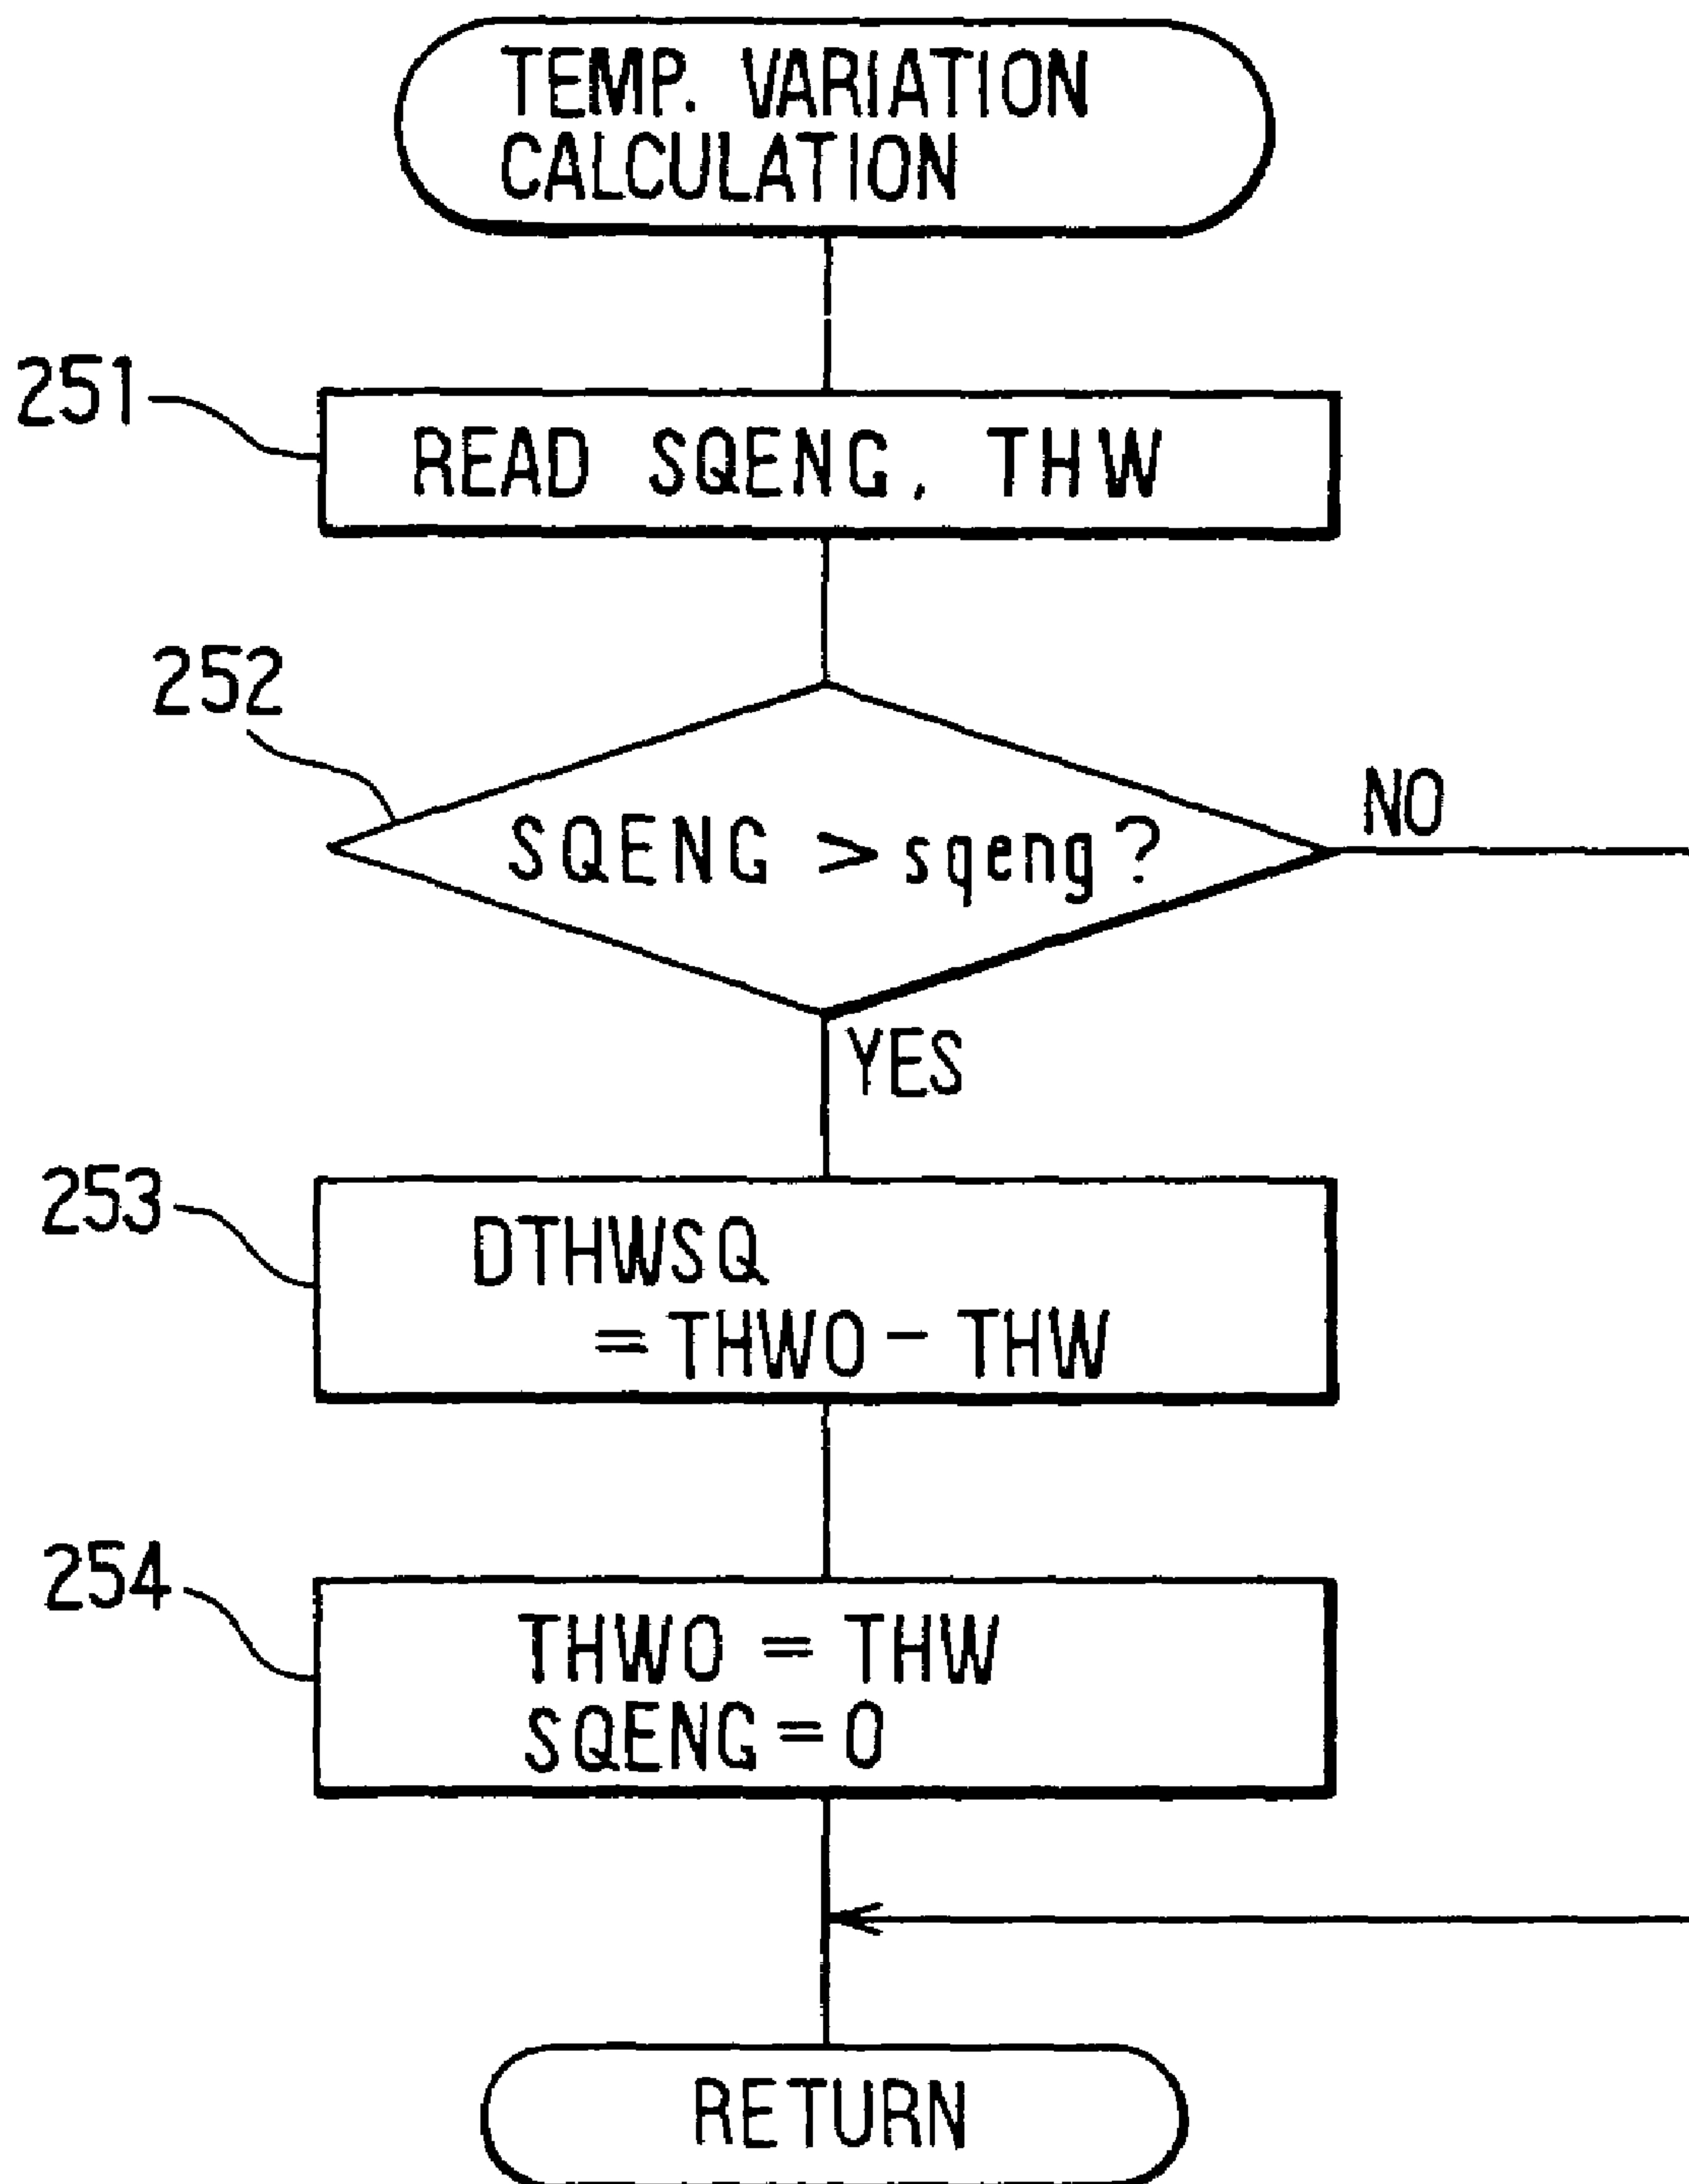 TEMP. VARIATION
CALCULATION
251
READ SQENG, THW
252
SQENG > sqeng?
NO
YES
253
DTHWSQ
= THWO - THW
254
THWO = THW
SQENG = 0
RETURN